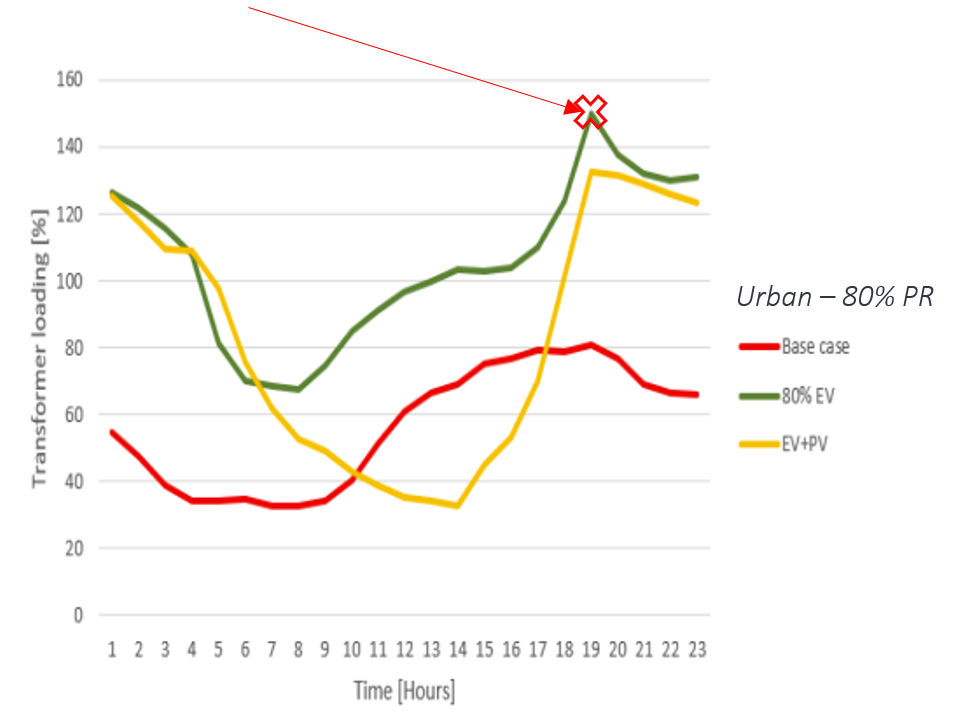 160
140
120
100
80
60
40
20
0
Transformer loading [%]
1 2 3 4 5 6 7 8 9 10 11 12 13 14 15 16 17 18 19 20 21 22 23
Time [Hours]
Urban – 80% PR
Base case
80% EV
EV+PV